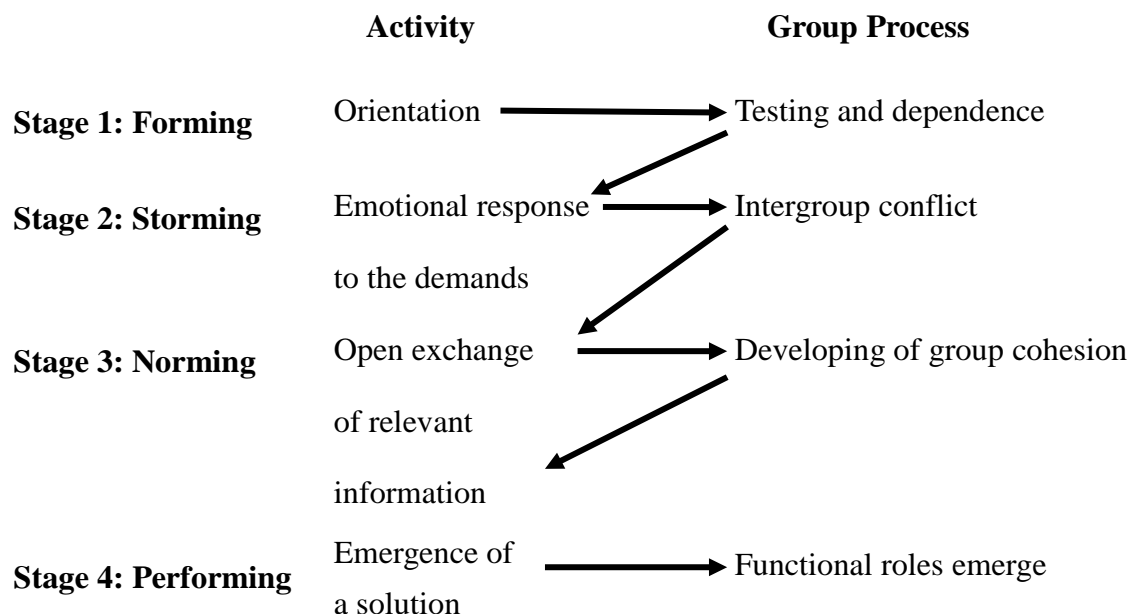 Activity Group Process
Stage 1: Forming Orientation Testing and dependence
Stage 2: Storming Emotional response Intergroup conflict
to the demands
Stage 3: Norming Open exchange Developing of group cohesion
of relevant
information
Stage 4: Performing Emergence of Functional roles emerge
a solution